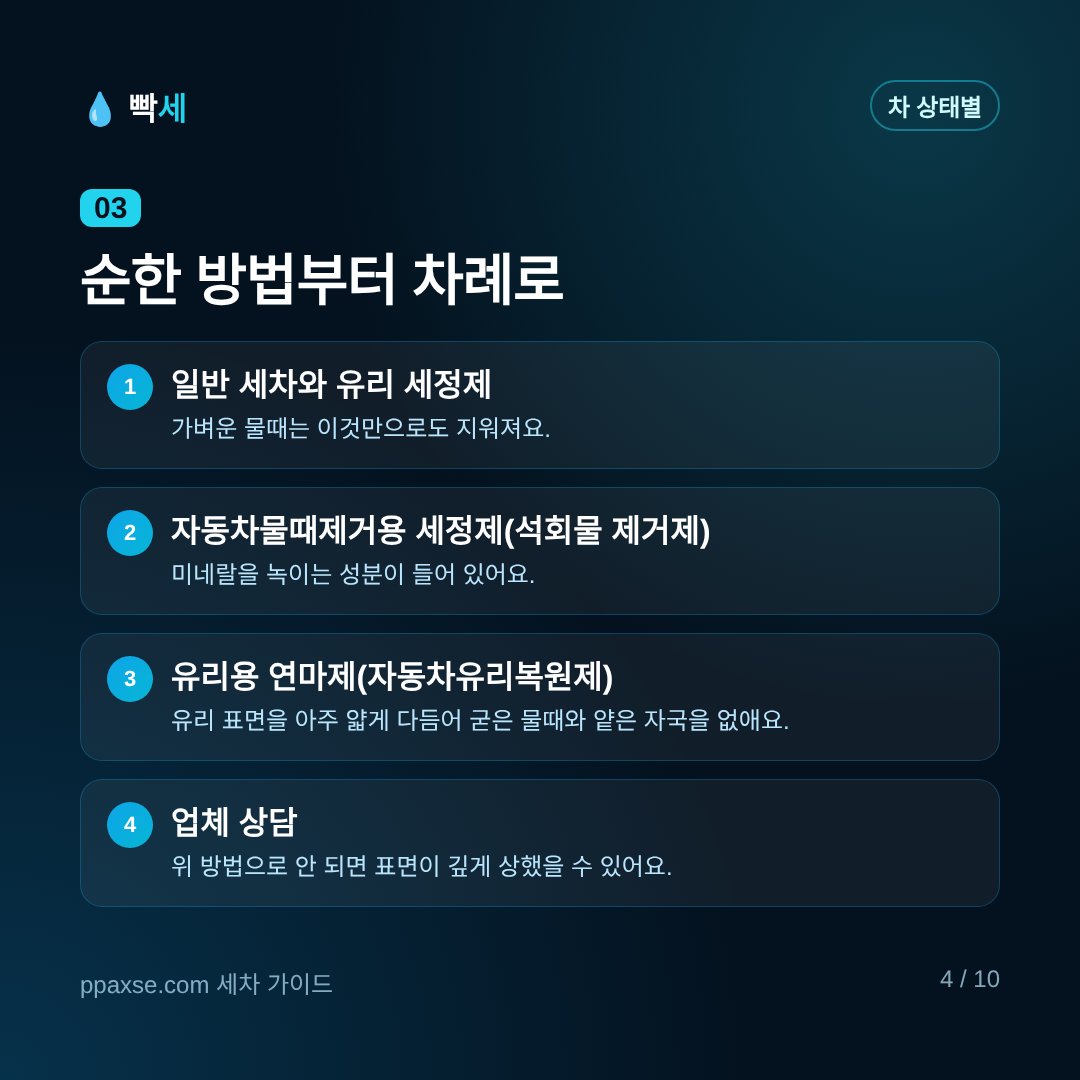 빡세
차 상태별
03
순한 방법부터 차례로
1 일반 세차와 유리 세정제
가벼운 물때는 이것만으로도 지워져요.
2 자동차물때제거용 세정제(석회물 제거제)
미네랄을 녹이는 성분이 들어 있어요.
3 유리용 연마제(자동차유리복원제)
유리 표면을 아주 얇게 다듬어 굳은 물때와 얕은 자국을 없애요.
4 업체 상담
위 방법으로 안 되면 표면이 깊게 상했을 수 있어요.
ppaxse.com 세차 가이드
4 / 10